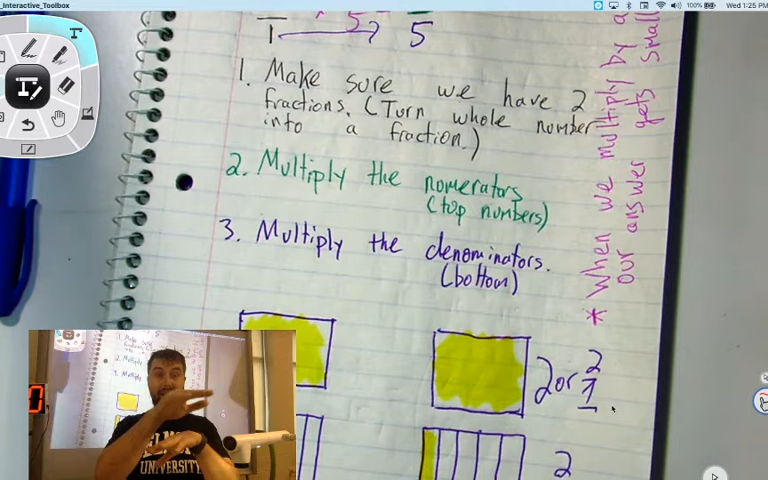 _Interactive_Toolbox
100%
Wed 1:25 PM
5
1 5
1. Make sure we have 2
fractions. (Turn whole number
into a fraction.)
2. Multiply the nomerators
(top numbers)
3. Multiply the denominators.
(bottom)
* When we multiply by a
our answer gets small
2 or 2
1
2
UNIVERSITY